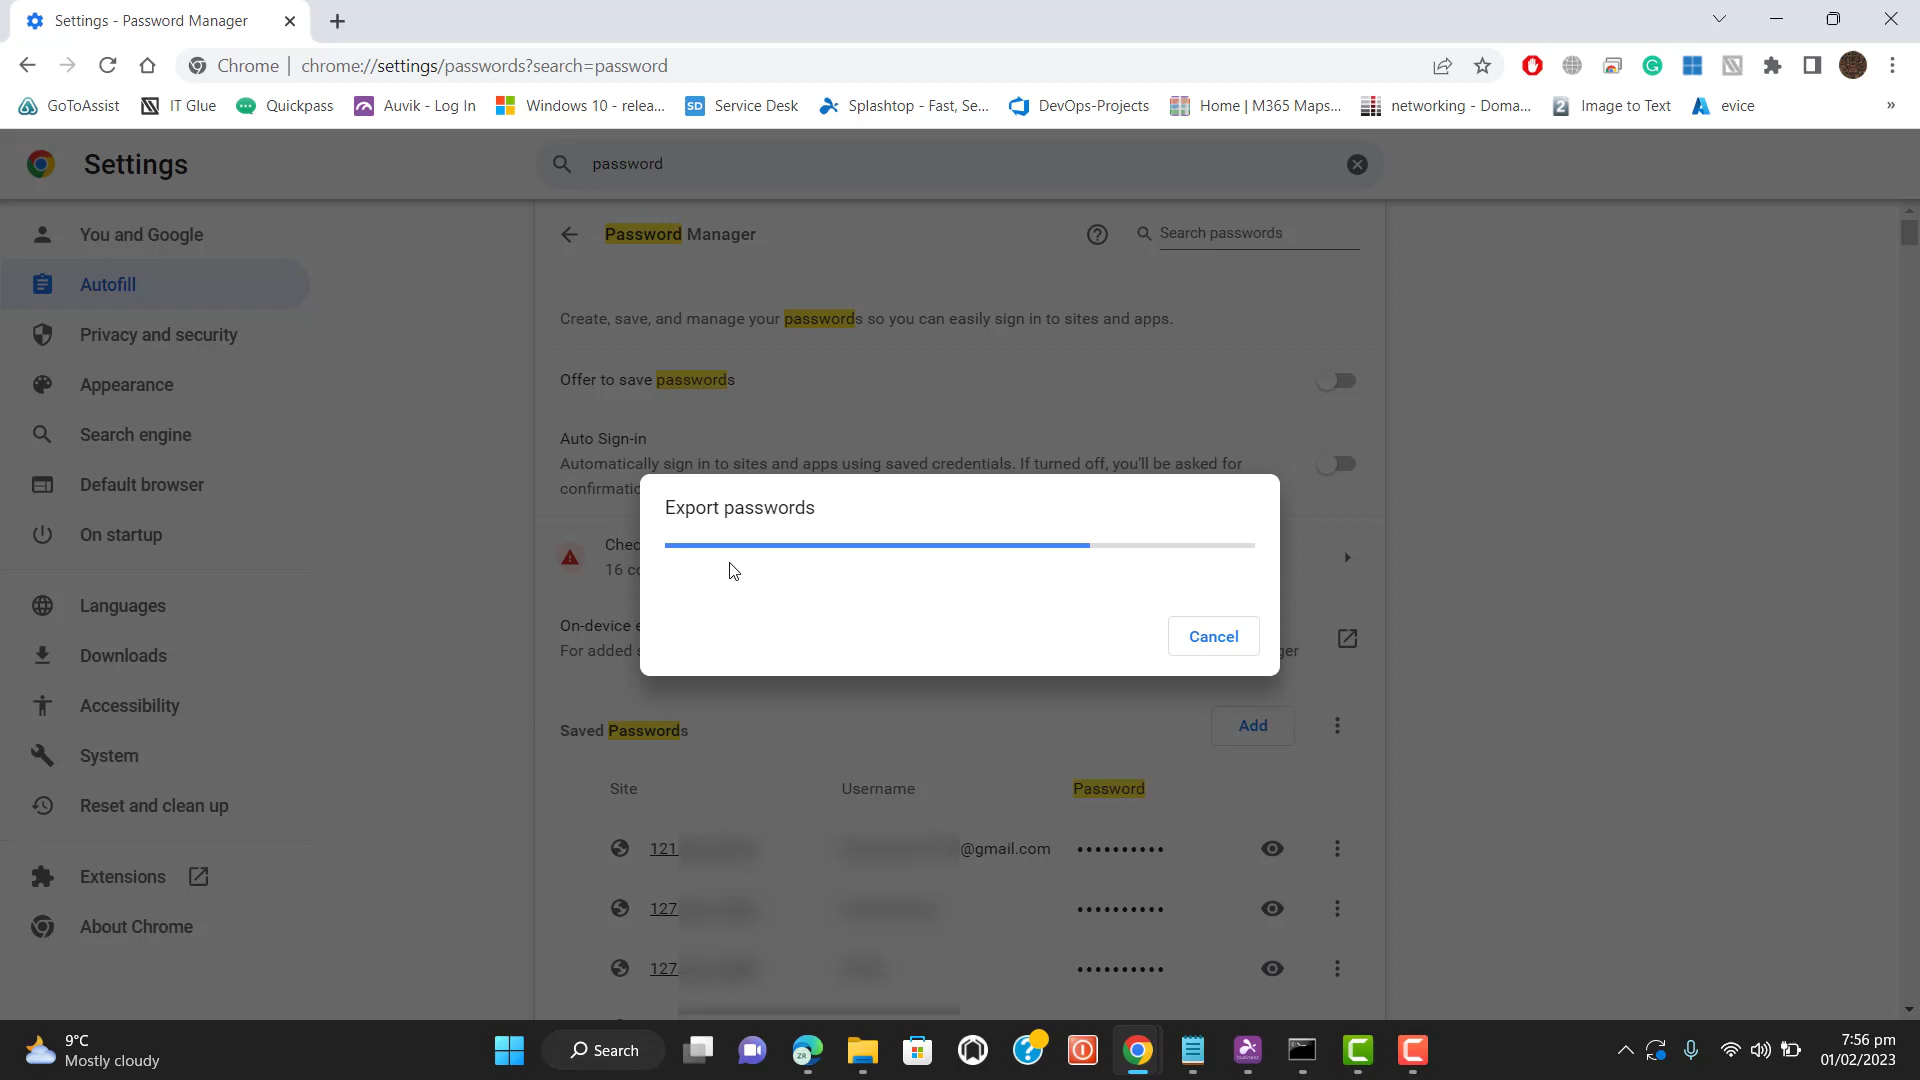 Settings - Password Manager
Chrome | chrome://settings/passwords?search=password
GoToAssist IT Glue Quickpass Auvik - Log In Windows 10 - relea... SD Service Desk Splashtop - Fast, Se... DevOps-Projects Home | M365 Maps... networking - Doma... 2 Image to Text evice »
Settings
password
You and Google
Autofill
Privacy and security
Appearance
Search engine
Default browser
On startup
Languages
Downloads
Accessibility
System
Reset and clean up
Extensions
About Chrome
Password Manager
Search passwords
Create, save, and manage your passwords so you can easily sign in to sites and apps.
Offer to save passwords
Auto Sign-in
Automatically sign in to sites and apps using saved credentials. If turned off, you'll be asked for
confirmatio
Chec
16 co
On-device e
For added s ger
Export passwords
Cancel
Saved Passwords
Add
Site Username Password
121 @gmail.com ••••••••••
127 ••••••••••
127 ••••••••••
9°C
Mostly cloudy
Search
ZR
7:56 pm
01/02/2023